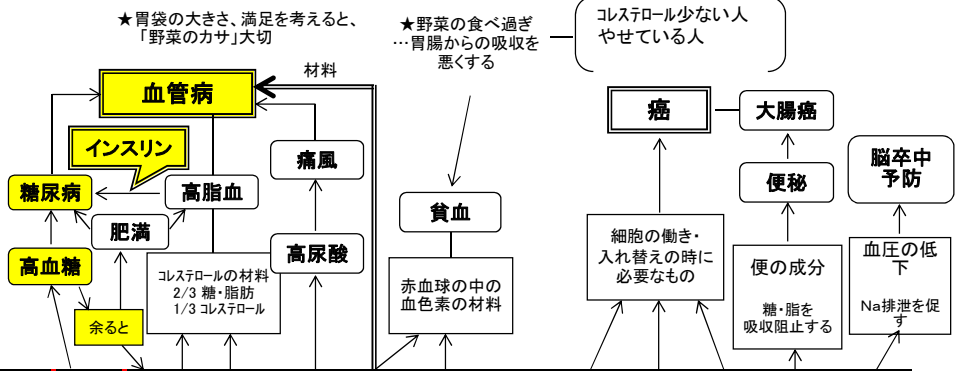 ★胃袋の大きさ、満足を考えると、
「野菜のカサ」大切
★野菜の食べ過ぎ
…胃腸からの吸収を
悪くする
コレステロール少ない人
やせている人
材料
血管病
インスリン
糖尿病
高脂血
肥満
高血糖
余ると
コレステロールの材料
2/3 糖・脂肪
1/3 コレステロール
痛風
高尿酸
貧血
赤血球の中の
血色素の材料
癌
大腸癌
便秘
細胞の働き・
入れ替えの時に
必要なもの
便の成分
糖・脂を
吸収阻止する
脳卒中
予防
血圧の低
下
Na排泄を促
す